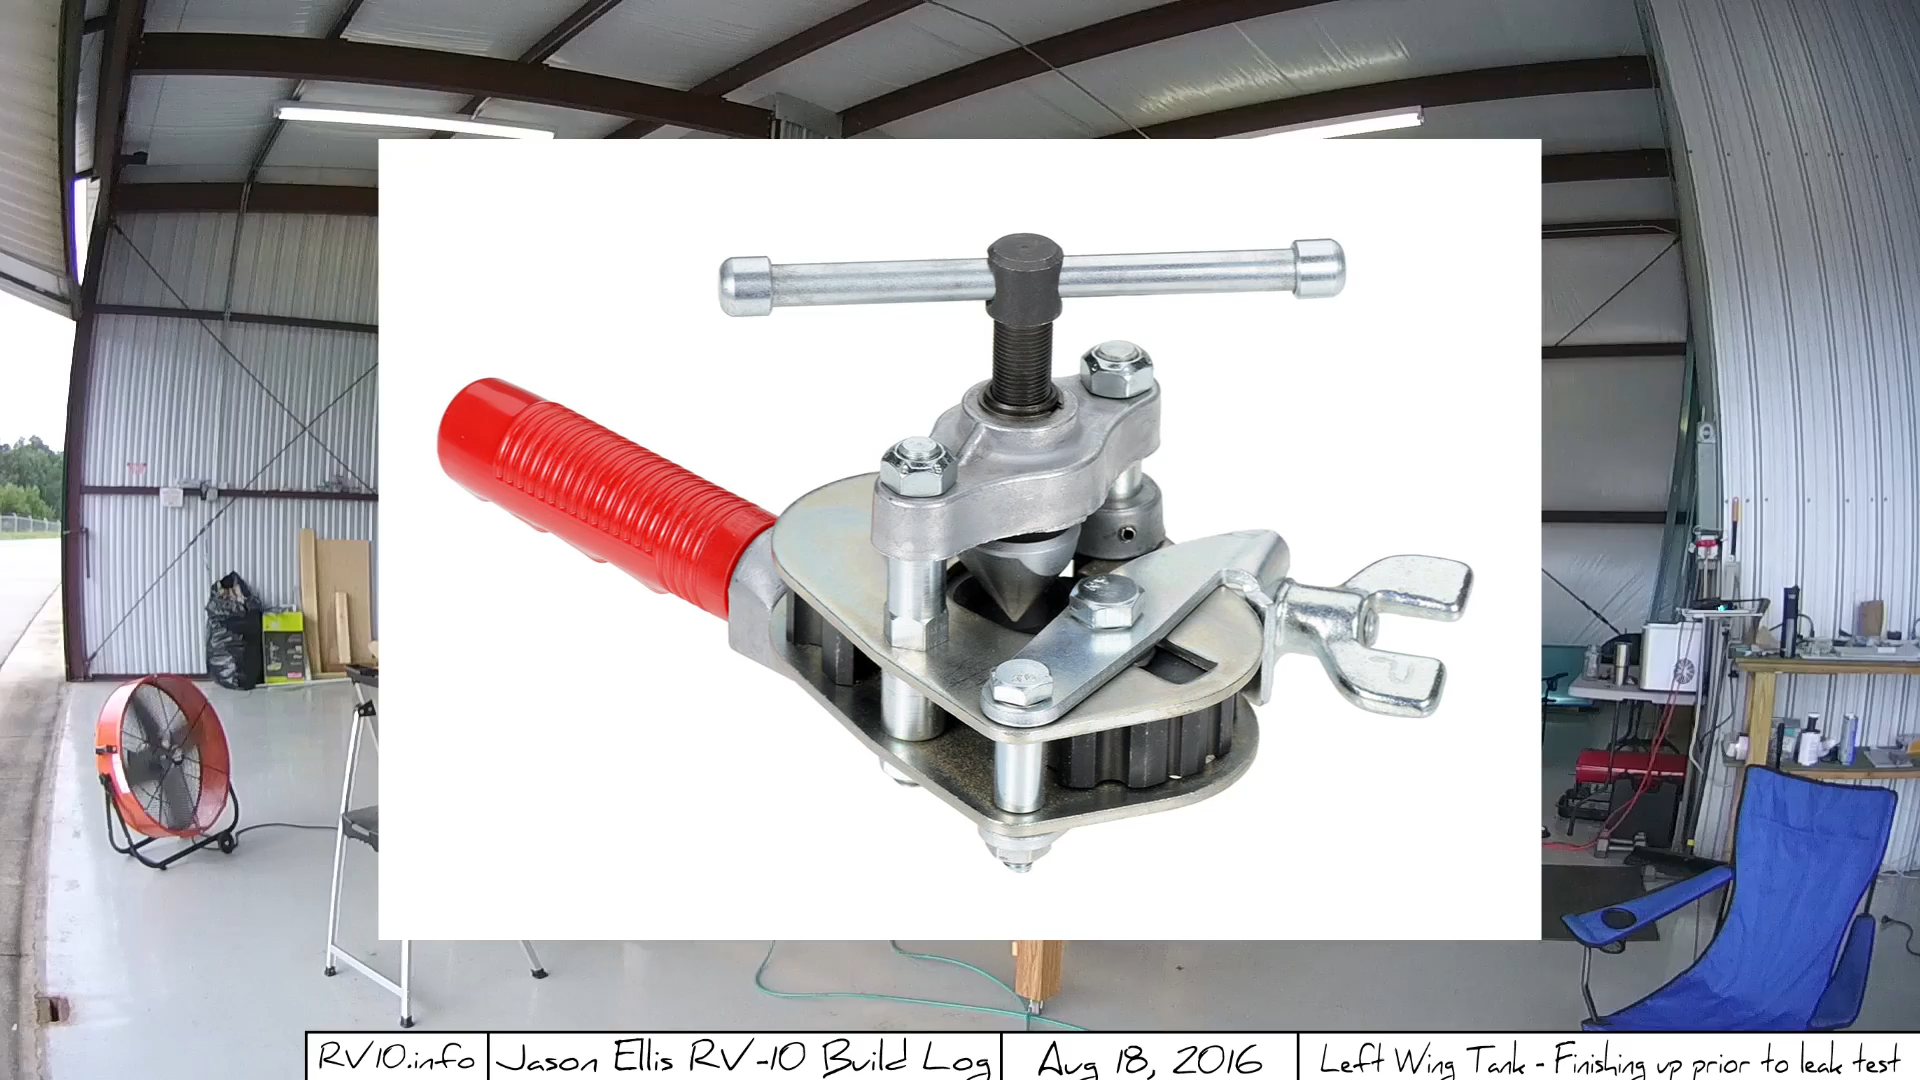 RV10.info
Jason Ellis RV-10 Build Log
Aug 18, 2016
Left Wing Tank - Finishing up prior to leak test